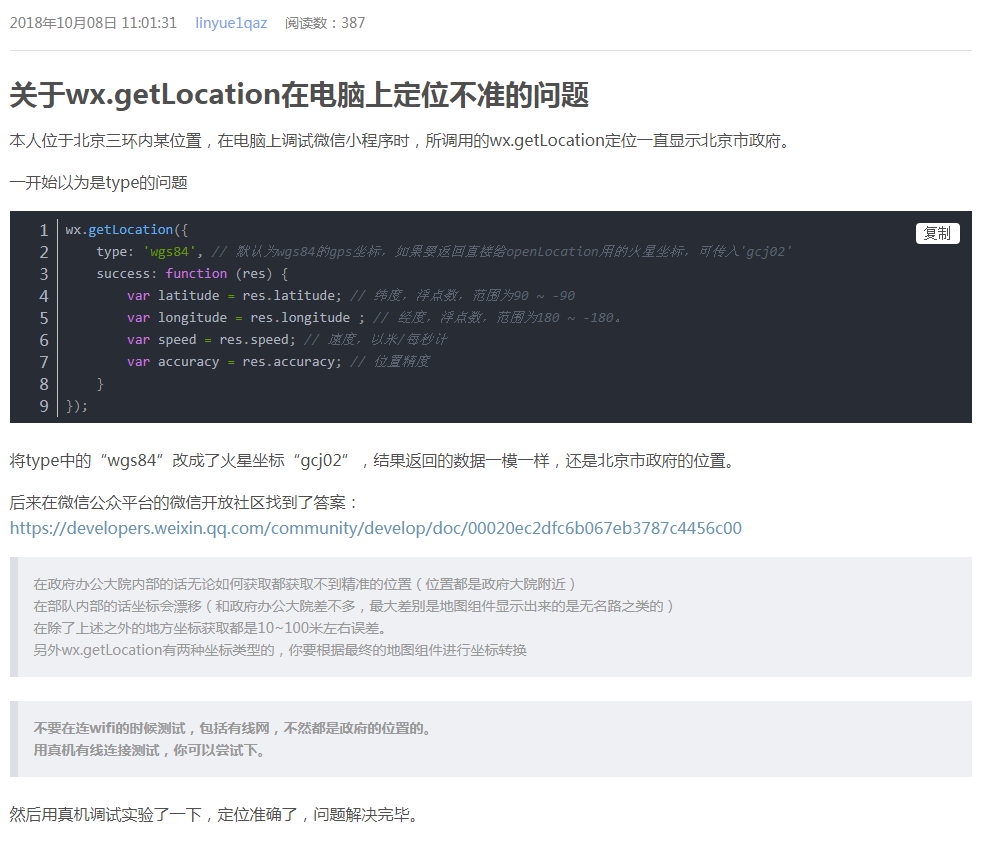 2018年10月08日 11:01:31 linyue1qaz 阅读数：387
关于wx.getLocation在电脑上定位不准的问题
本人位于北京三环内某位置，在电脑上调试微信小程序时，所调用的wx.getLocation定位一直显示北京市政府。
一开始以为是type的问题
复制
1 wx.getLocation({
2     type: 'wgs84', // 默认为wgs84的gps坐标，如果要返回直接给openLocation用的火星坐标，可传入'gcj02'
3     success: function (res) {
4         var latitude = res.latitude; // 纬度，浮点数，范围为90 ~ -90
5         var longitude = res.longitude ; // 经度，浮点数，范围为180 ~ -180。
6         var speed = res.speed; // 速度，以米/每秒计
7         var accuracy = res.accuracy; // 位置精度
8     }
9 });
将type中的“wgs84”改成了火星坐标“gcj02”，结果返回的数据一模一样，还是北京市政府的位置。
后来在微信公众平台的微信开放社区找到了答案：
https://developers.weixin.qq.com/community/develop/doc/00020ec2dfc6b067eb3787c4456c00
在政府办公大院内部的话无论如何获取都获取不到精准的位置（位置都是政府大院附近）
在部队内部的话坐标会漂移（和政府办公大院差不多，最大差别是地图组件显示出来的是无名路之类的）
在除了上述之外的地方坐标获取都是10~100米左右误差。
另外wx.getLocation有两种坐标类型的，你要根据最终的地图组件进行坐标转换
不要在连wifi的时候测试，包括有线网，不然都是政府的位置的。
用真机有线连接测试，你可以尝试下。
然后用真机调试实验了一下，定位准确了，问题解决完毕。